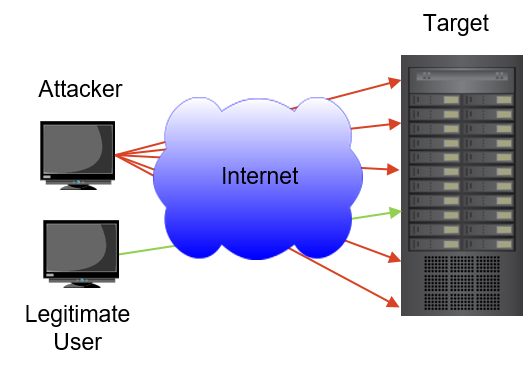 Target
Attacker
Internet
Legitimate
User